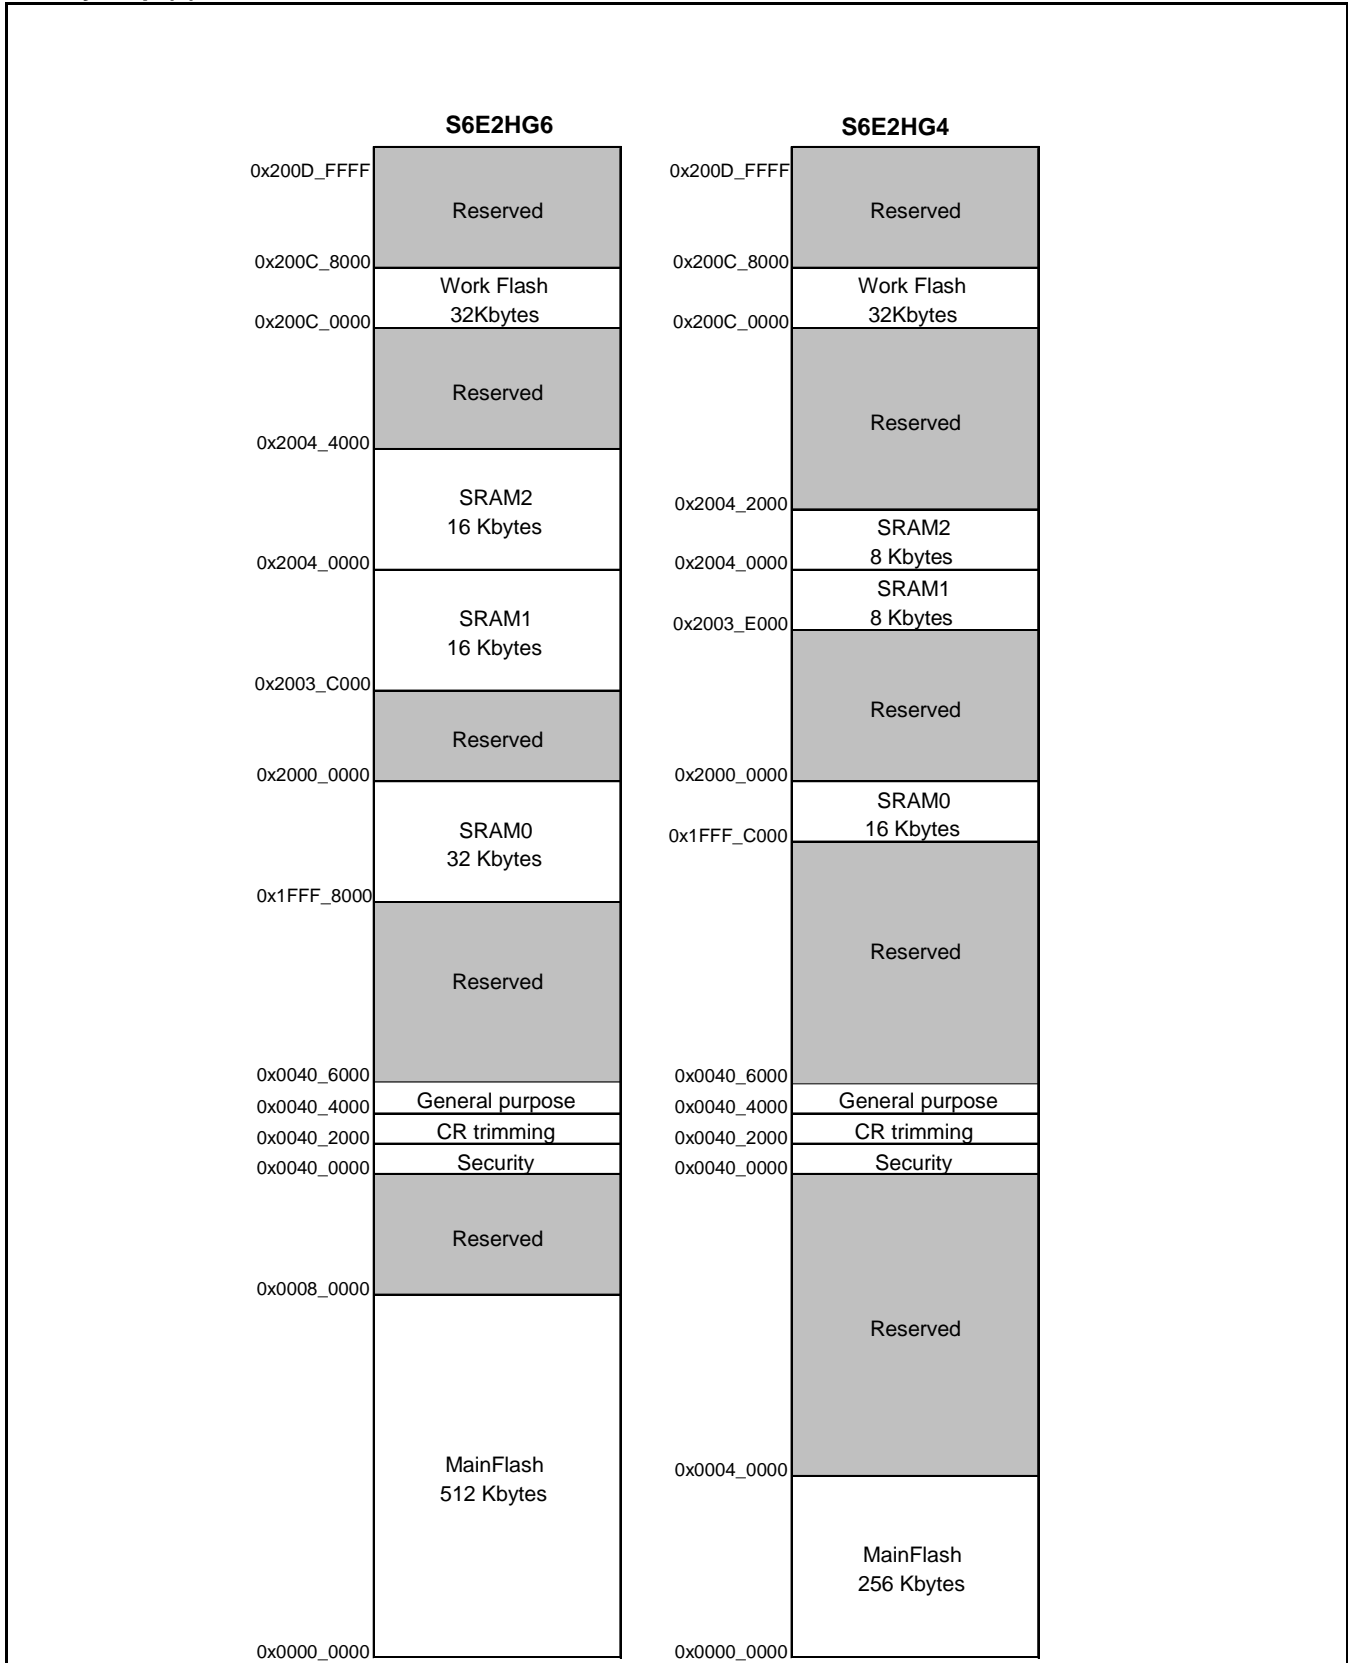 S6E2HG6
0x200D_FFFF
Reserved
0x200C_8000
Work Flash
32Kbytes
0x200C_0000
Reserved
0x2004_4000
SRAM2
16 Kbytes
0x2004_0000
SRAM1
16 Kbytes
0x2003_C000
Reserved
0x2000_0000
SRAM0
32 Kbytes
0x1FFF_8000
Reserved
0x0040_6000
General purpose
0x0040_4000
CR trimming
0x0040_2000
Security
0x0040_0000
Reserved
0x0008_0000
MainFlash
512 Kbytes
0x0000_0000
S6E2HG4
0x200D_FFFF
Reserved
0x200C_8000
Work Flash
32Kbytes
0x200C_0000
Reserved
0x2004_2000
SRAM2
8 Kbytes
0x2004_0000
SRAM1
8 Kbytes
0x2003_E000
Reserved
0x2000_0000
SRAM0
16 Kbytes
0x1FFF_C000
Reserved
0x0040_6000
General purpose
0x0040_4000
CR trimming
0x0040_2000
Security
0x0040_0000
Reserved
0x0004_0000
MainFlash
256 Kbytes
0x0000_0000